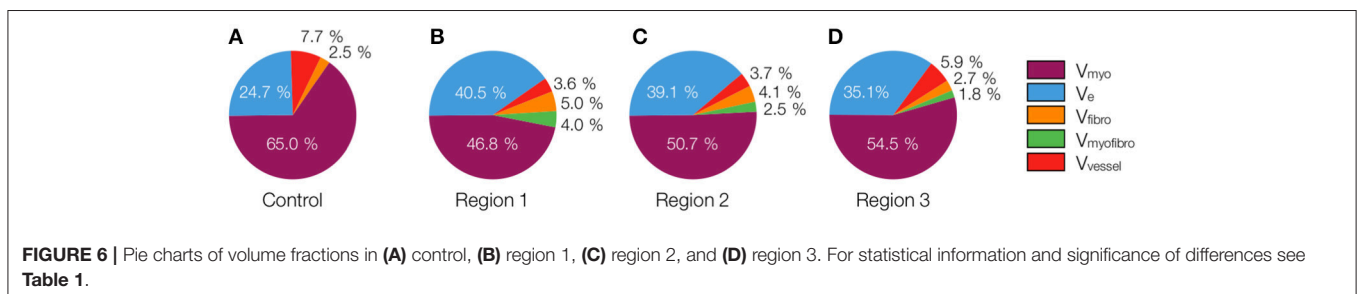 A
7.7 %
2.5 %
24.7 %
65.0 %
Control
B
40.5 %
3.6 %
5.0 %
4.0 %
46.8 %
Region 1
C
39.1 %
3.7 %
4.1 %
2.5 %
50.7 %
Region 2
D
35.1%
5.9 %
2.7 %
1.8 %
54.5 %
Region 3
Vmyo
Ve
Vfibro
Vmyofibro
Vvessel
FIGURE 6 | Pie charts of volume fractions in (A) control, (B) region 1, (C) region 2, and (D) region 3. For statistical information and significance of differences see
Table 1.